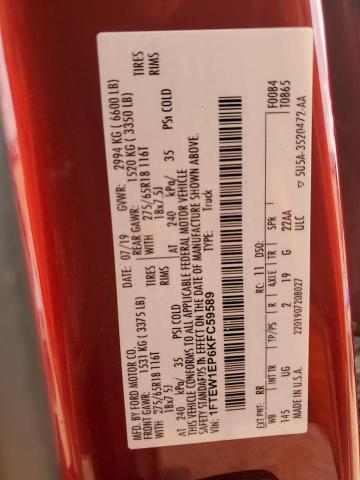 MFD. BY FORD MOTOR CO.
DATE: 07/19 GVWR: 2994 KG ( 6600 LB)
FRONT GAWR: 1531 KG ( 3375 LB) REAR GAWR: 1520 KG ( 3350 LB)
275/65R18 116T TIRES WITH 275/65R18 116T TIRES
18x7.5J RIMS 18x7.5J RIMS
AT 240 kPa/ 35 PSI COLD AT 240 kPa/ 35 PSI COLD
THIS VEHICLE CONFORMS TO ALL APPLICABLE FEDERAL MOTOR VEHICLE
SAFETY STANDARDS IN EFFECT ON THE DATE OF MANUFACTURE SHOWN ABOVE.
VIN: 1FTEW1EP6KFC59589 TYPE: Truck
F0084
T0865
EXT PNT: RR RC: 11 DSO:
WB INT TR TP/PS R AXLE TR SPR
145 UG 2 19 G 22AA
ULC
2201907208027
MADE IN U.S.A. ▽ 5U5A-3520472-AA